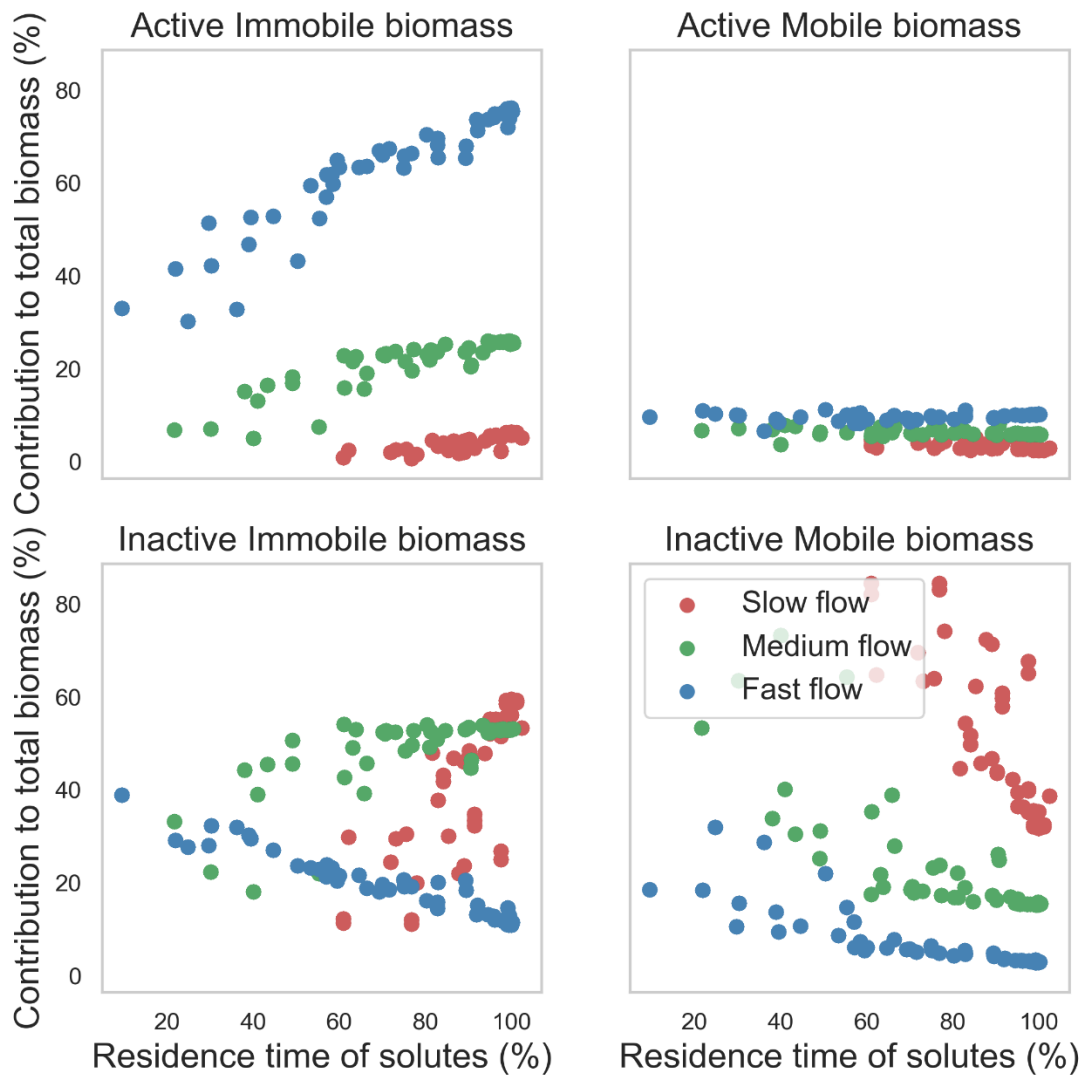 Active Immobile biomass
Active Mobile biomass
Contribution to total biomass (%)
80
60
40
20
0
Inactive Immobile biomass
Inactive Mobile biomass
Contribution to total biomass (%)
80
60
40
20
0
Slow flow
Medium flow
Fast flow
20 40 60 80 100
20 40 60 80 100
Residence time of solutes (%)
Residence time of solutes (%)